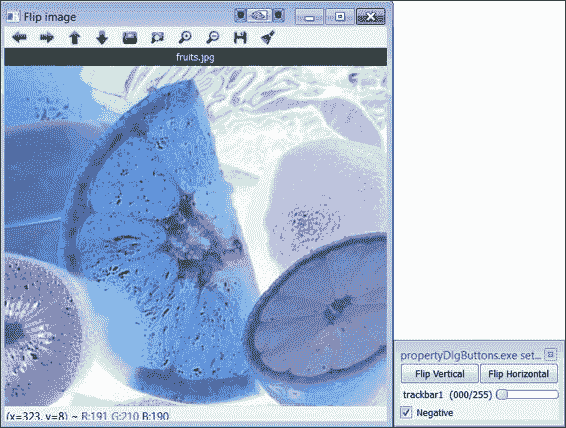 Flip image
fruits.jpg
(x=323, y=8) ~ R:191 G:210 B:190
propertyDlgButtons.exe set...
Flip Vertical Flip Horizontal
trackbar1 (000/255)
Negative